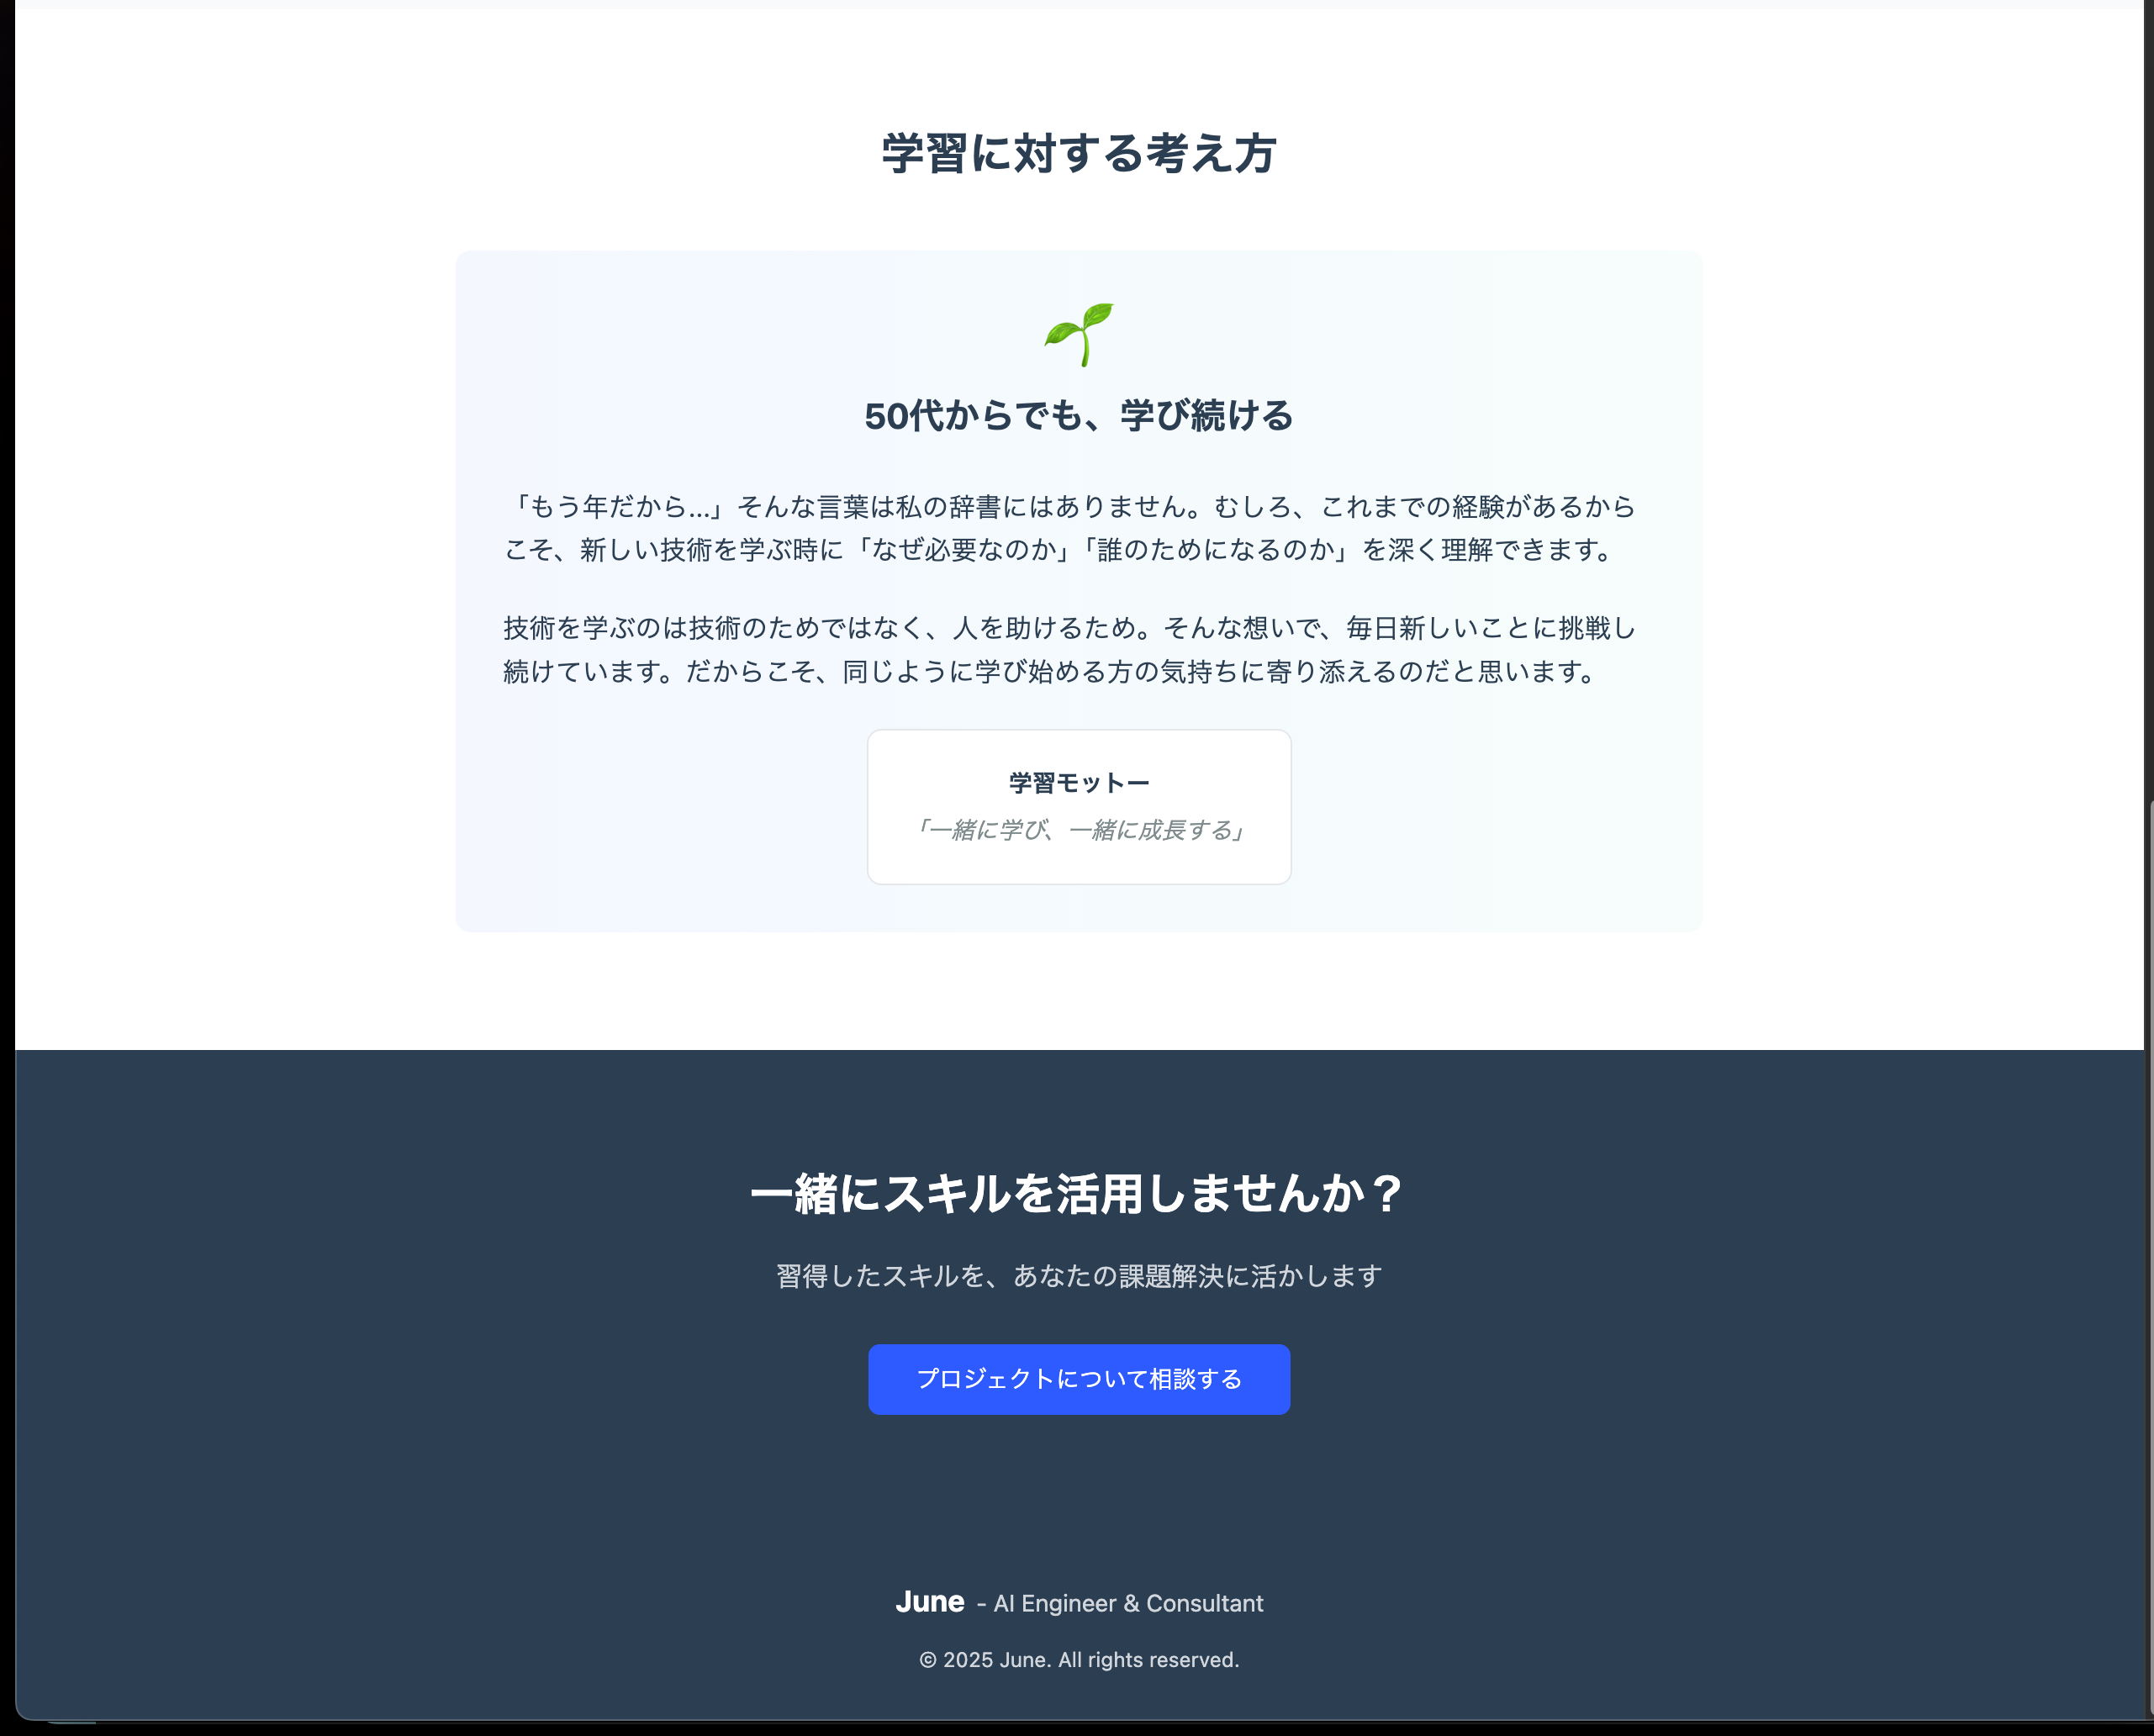 学習に対する考え方
50代からでも、学び続ける
「もう年だから...」そんな言葉は私の辞書にはありません。むしろ、これまでの経験があるから
こそ、新しい技術を学ぶ時に「なぜ必要なのか」「誰のためになるのか」を深く理解できます。
技術を学ぶのは技術のためではなく、人を助けるため。そんな想いで、毎日新しいことに挑戦し
続けています。だからこそ、同じように学び始める方の気持ちに寄り添えるのだと思います。
学習モットー
「一緒に学び、一緒に成長する」
一緒にスキルを活用しませんか？
習得したスキルを、あなたの課題解決に活かします
プロジェクトについて相談する
June - AI Engineer & Consultant
© 2025 June. All rights reserved.